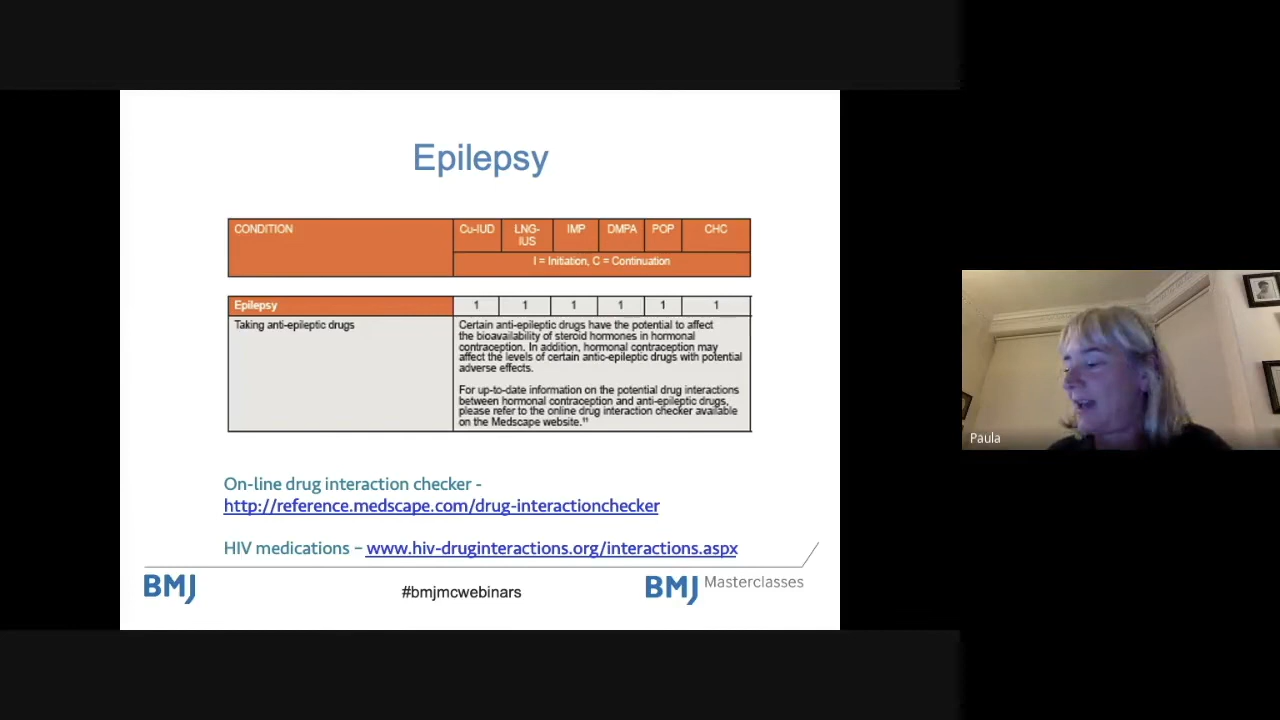 Epilepsy
CONDITION
Cu-IUD
LNG-
IUS
IMP
DMPA
POP
CHC
I = Initiation, C = Continuation
Epilepsy
1
1
1
1
1
1
Taking anti-epileptic drugs
Certain anti-epileptic drugs have the potential to affect
the bioavailability of steroid hormones in hormonal
contraception. In addition, hormonal contraception may
affect the levels of certain antic-epileptic drugs with potential
adverse effects.
For up-to-date information on the potential drug interactions
between hormonal contraception and anti-epileptic drugs,
please refer to the online drug interaction checker available
on the Medscape website.¹¹
On-line drug interaction checker -
http://reference.medscape.com/drug-interactionchecker
HIV medications – www.hiv-druginteractions.org/interactions.aspx
BMJ
#bmjmcwebinars
BMJ Masterclasses
Paula